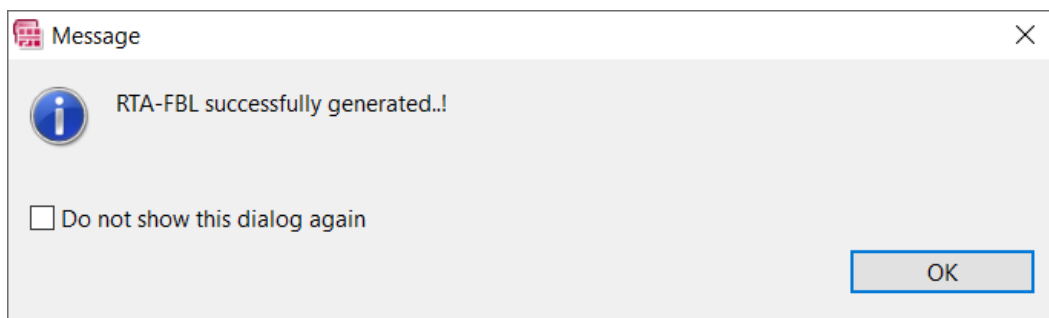 Message
RTA-FBL successfully generated..!
Do not show this dialog again
OK